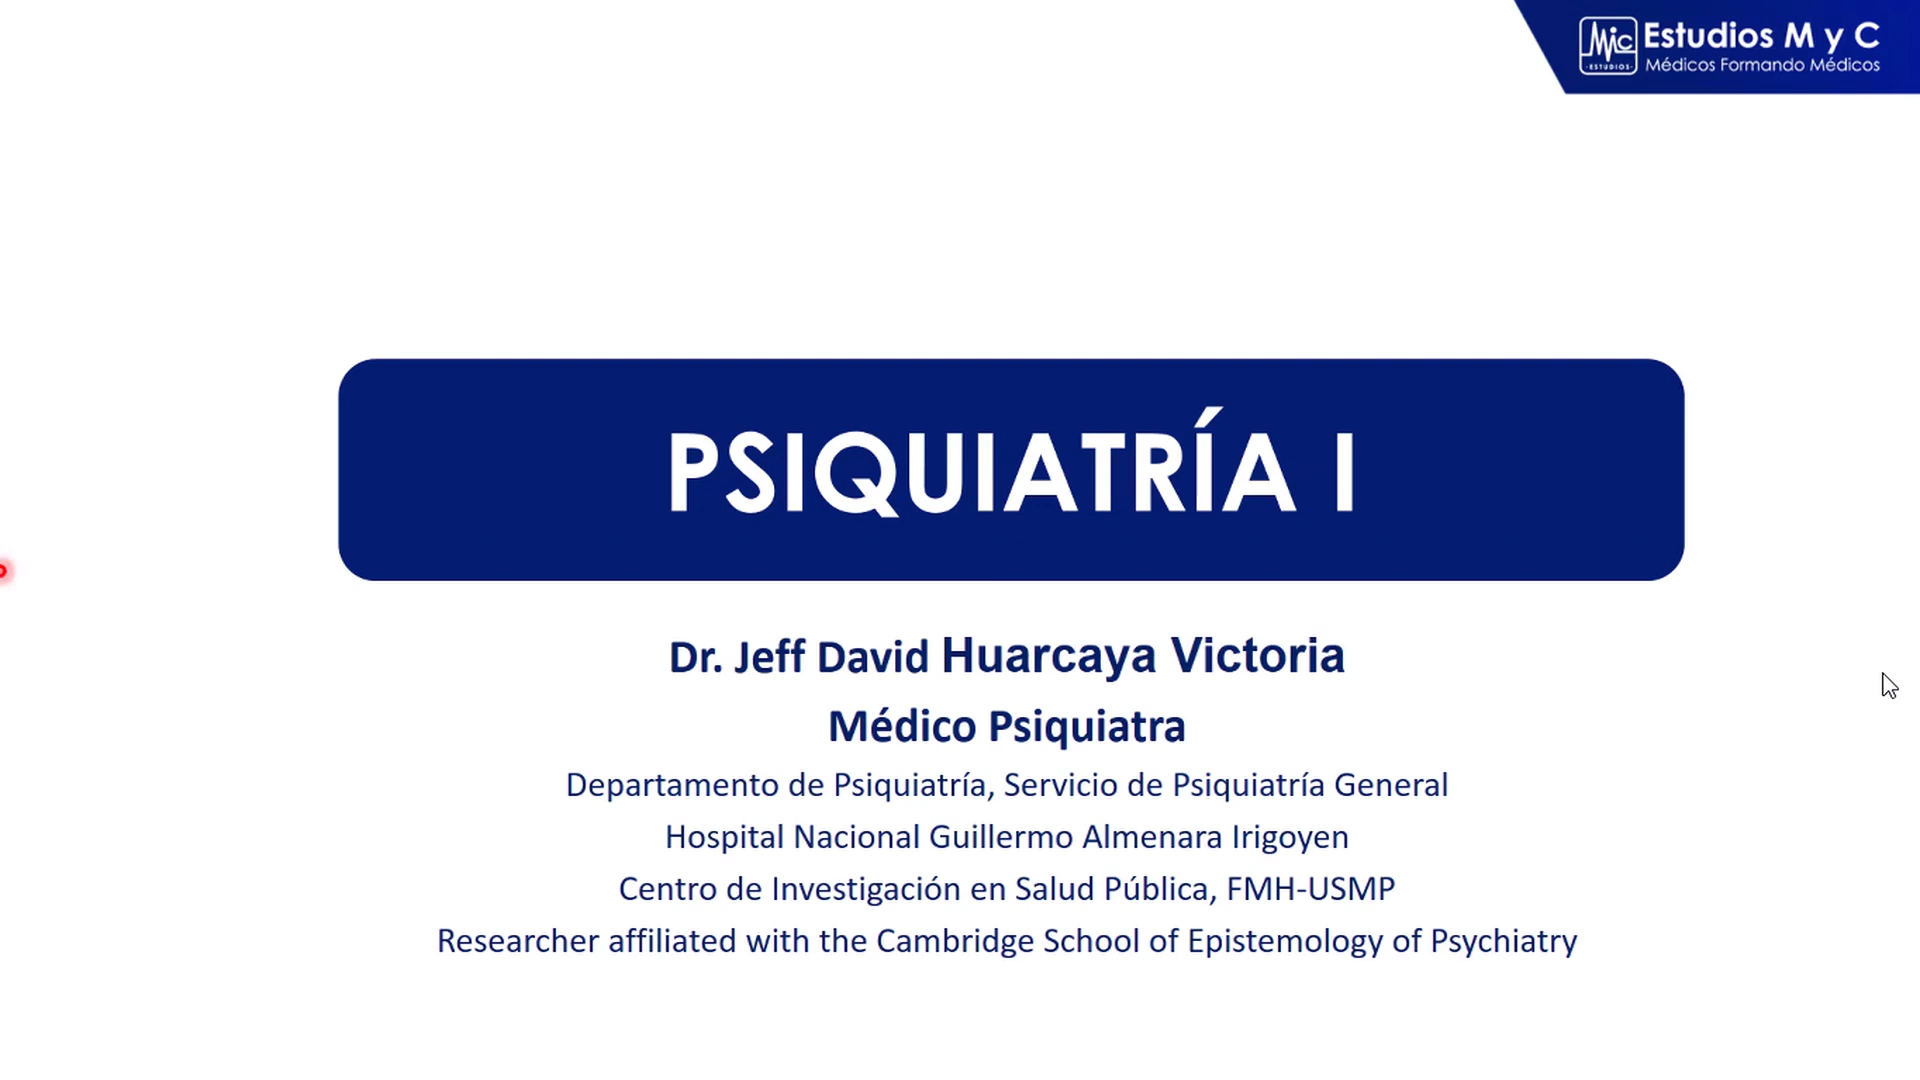 Mic
ESTUDIOS
Estudios M y C
Médicos Formando Médicos
PSIQUIATRÍA I
Dr. Jeff David Huarcaya Victoria
Médico Psiquiatra
Departamento de Psiquiatría, Servicio de Psiquiatría General
Hospital Nacional Guillermo Almenara Irigoyen
Centro de Investigación en Salud Pública, FMH-USMP
Researcher affiliated with the Cambridge School of Epistemology of Psychiatry